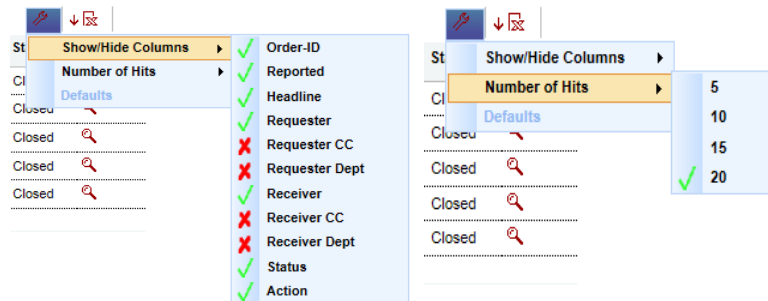 St
Show/Hide Columns
Number of Hits
Defaults
Cl
Closed
Closed
Closed
Closed
Order-ID
Reported
Headline
Requester
Requester CC
Requester Dept
Receiver
Receiver CC
Receiver Dept
Status
Action
St
Show/Hide Columns
Number of Hits
Defaults
Cl
Closed
Closed
Closed
Closed
5
10
15
20